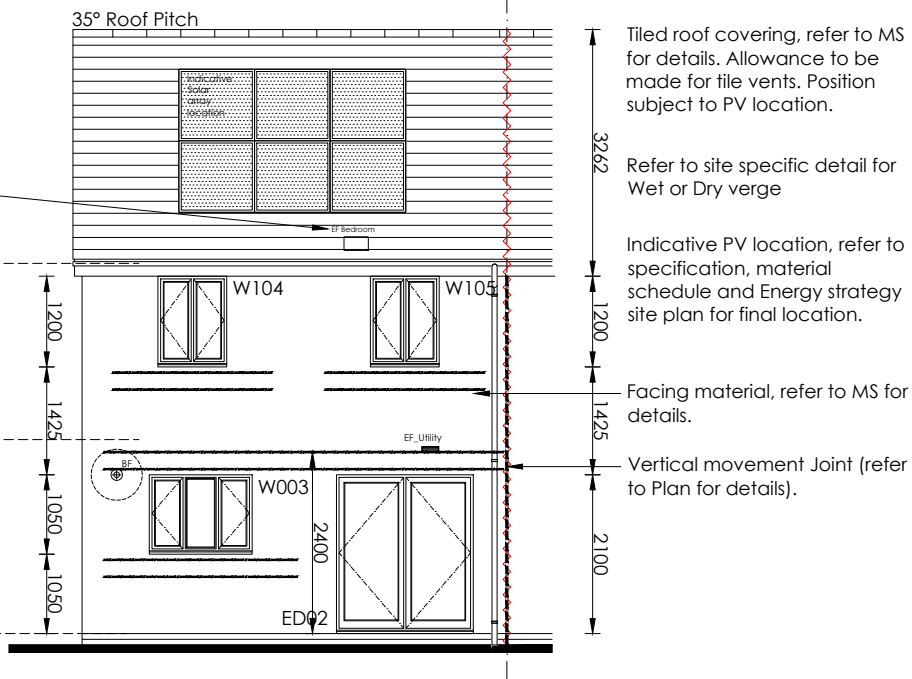 35° Roof Pitch
Indicative
Solar
array
location
EF Bedroom
W104
W105
EF_Utility
BF
W003
ED02
1200
1425
1050
1050
2400
3262
1200
1425
2100
Tiled roof covering, refer to MS
for details. Allowance to be
made for tile vents. Position
subject to PV location.
Refer to site specific detail for
Wet or Dry verge
Indicative PV location, refer to
specification, material
schedule and Energy strategy
site plan for final location.
Facing material, refer to MS for
details.
Vertical movement Joint (refer
to Plan for details).